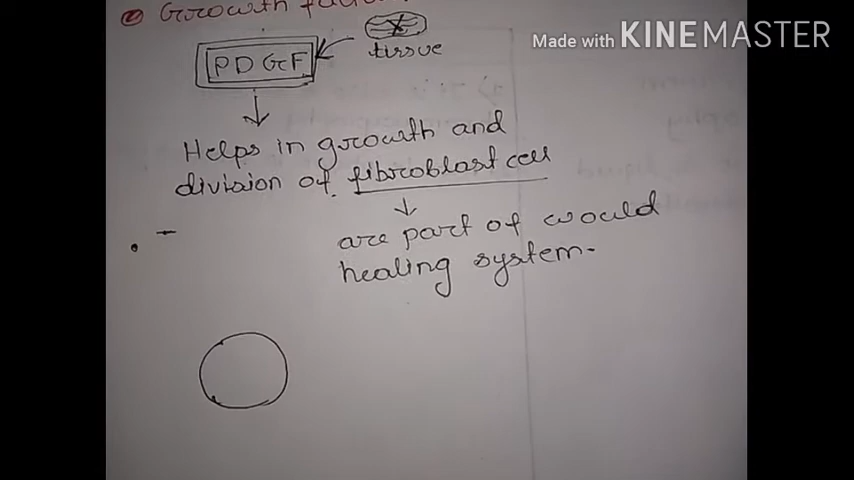 ② Growth
Made with KINEMASTER
tissue
PDGF
Helps in growth and
division of fibroblast cell
are part of would
healing system.